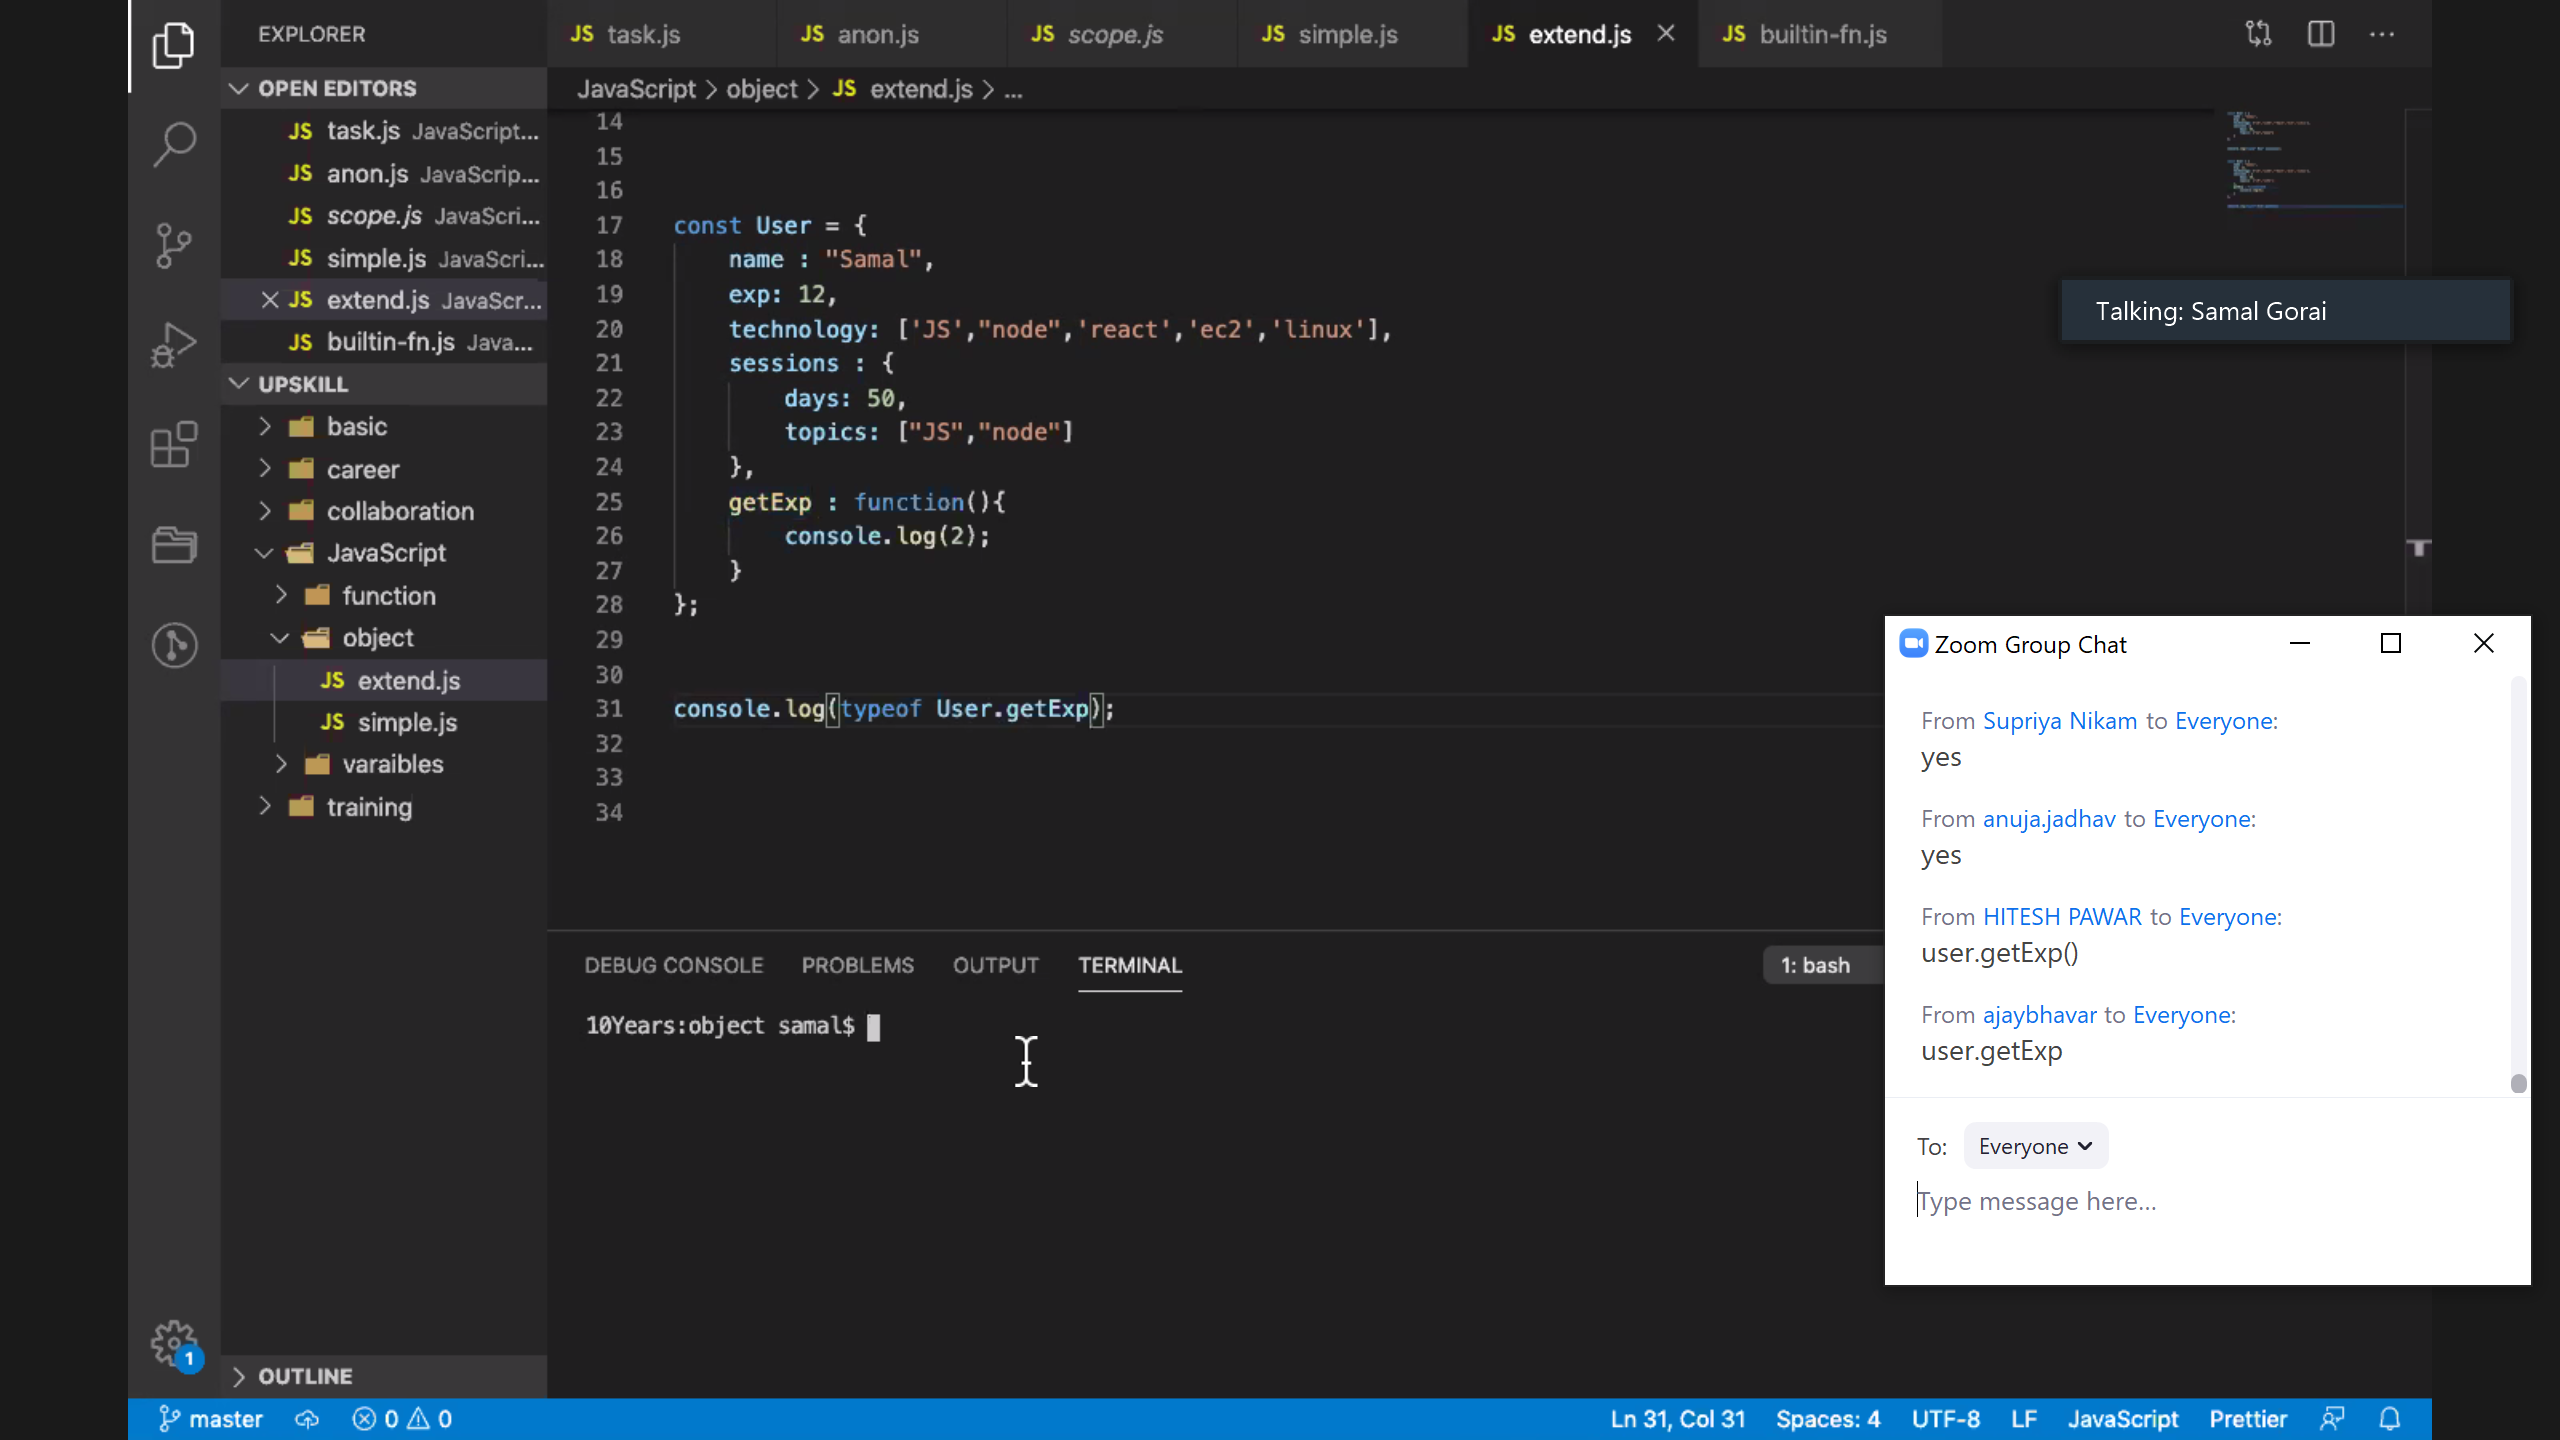 EXPLORER
OPEN EDITORS
JS task.js JavaScript...
JS anon.js JavaScrip...
JS scope.js JavaScri...
JS simple.js JavaScri...
JS extend.js JavaScr...
JS builtin-fn.js Java...
UPSKILL
basic
career
collaboration
JavaScript
function
object
JS extend.js
JS simple.js
varaibles
training
OUTLINE
JS task.js JS anon.js JS scope.js JS simple.js JS extend.js JS builtin-fn.js
JavaScript > object > JS extend.js > ...
14
15
16
17 const User = {
18 name : "Samal",
19 exp: 12,
20 technology: ['JS',"node",'react','ec2','linux'],
21 sessions : {
22 days: 50,
23 topics: ["JS","node"]
24 },
25 getExp : function(){
26 console.log(2);
27 }
28 };
29
30
31 console.log(typeof User.getExp);
32
33
34
DEBUG CONSOLE PROBLEMS OUTPUT TERMINAL
1: bash
10Years:object samal$
Talking: Samal Gorai
Zoom Group Chat
From Supriya Nikam to Everyone:
yes
From anuja.jadhav to Everyone:
yes
From HITESH PAWAR to Everyone:
user.getExp()
From ajaybhavar to Everyone:
user.getExp
To: Everyone
Type message here...
1
master 0 0 Ln 31, Col 31 Spaces: 4 UTF-8 LF JavaScript Prettier